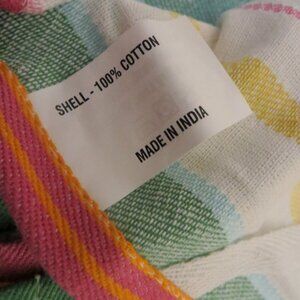 SHELL - 100% COTTON
MADE IN INDIA